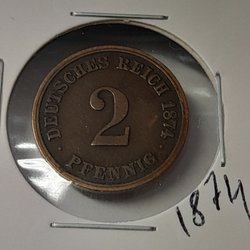 DEUTSCHES REICH 1874
2
· PFENNIG ·
1874